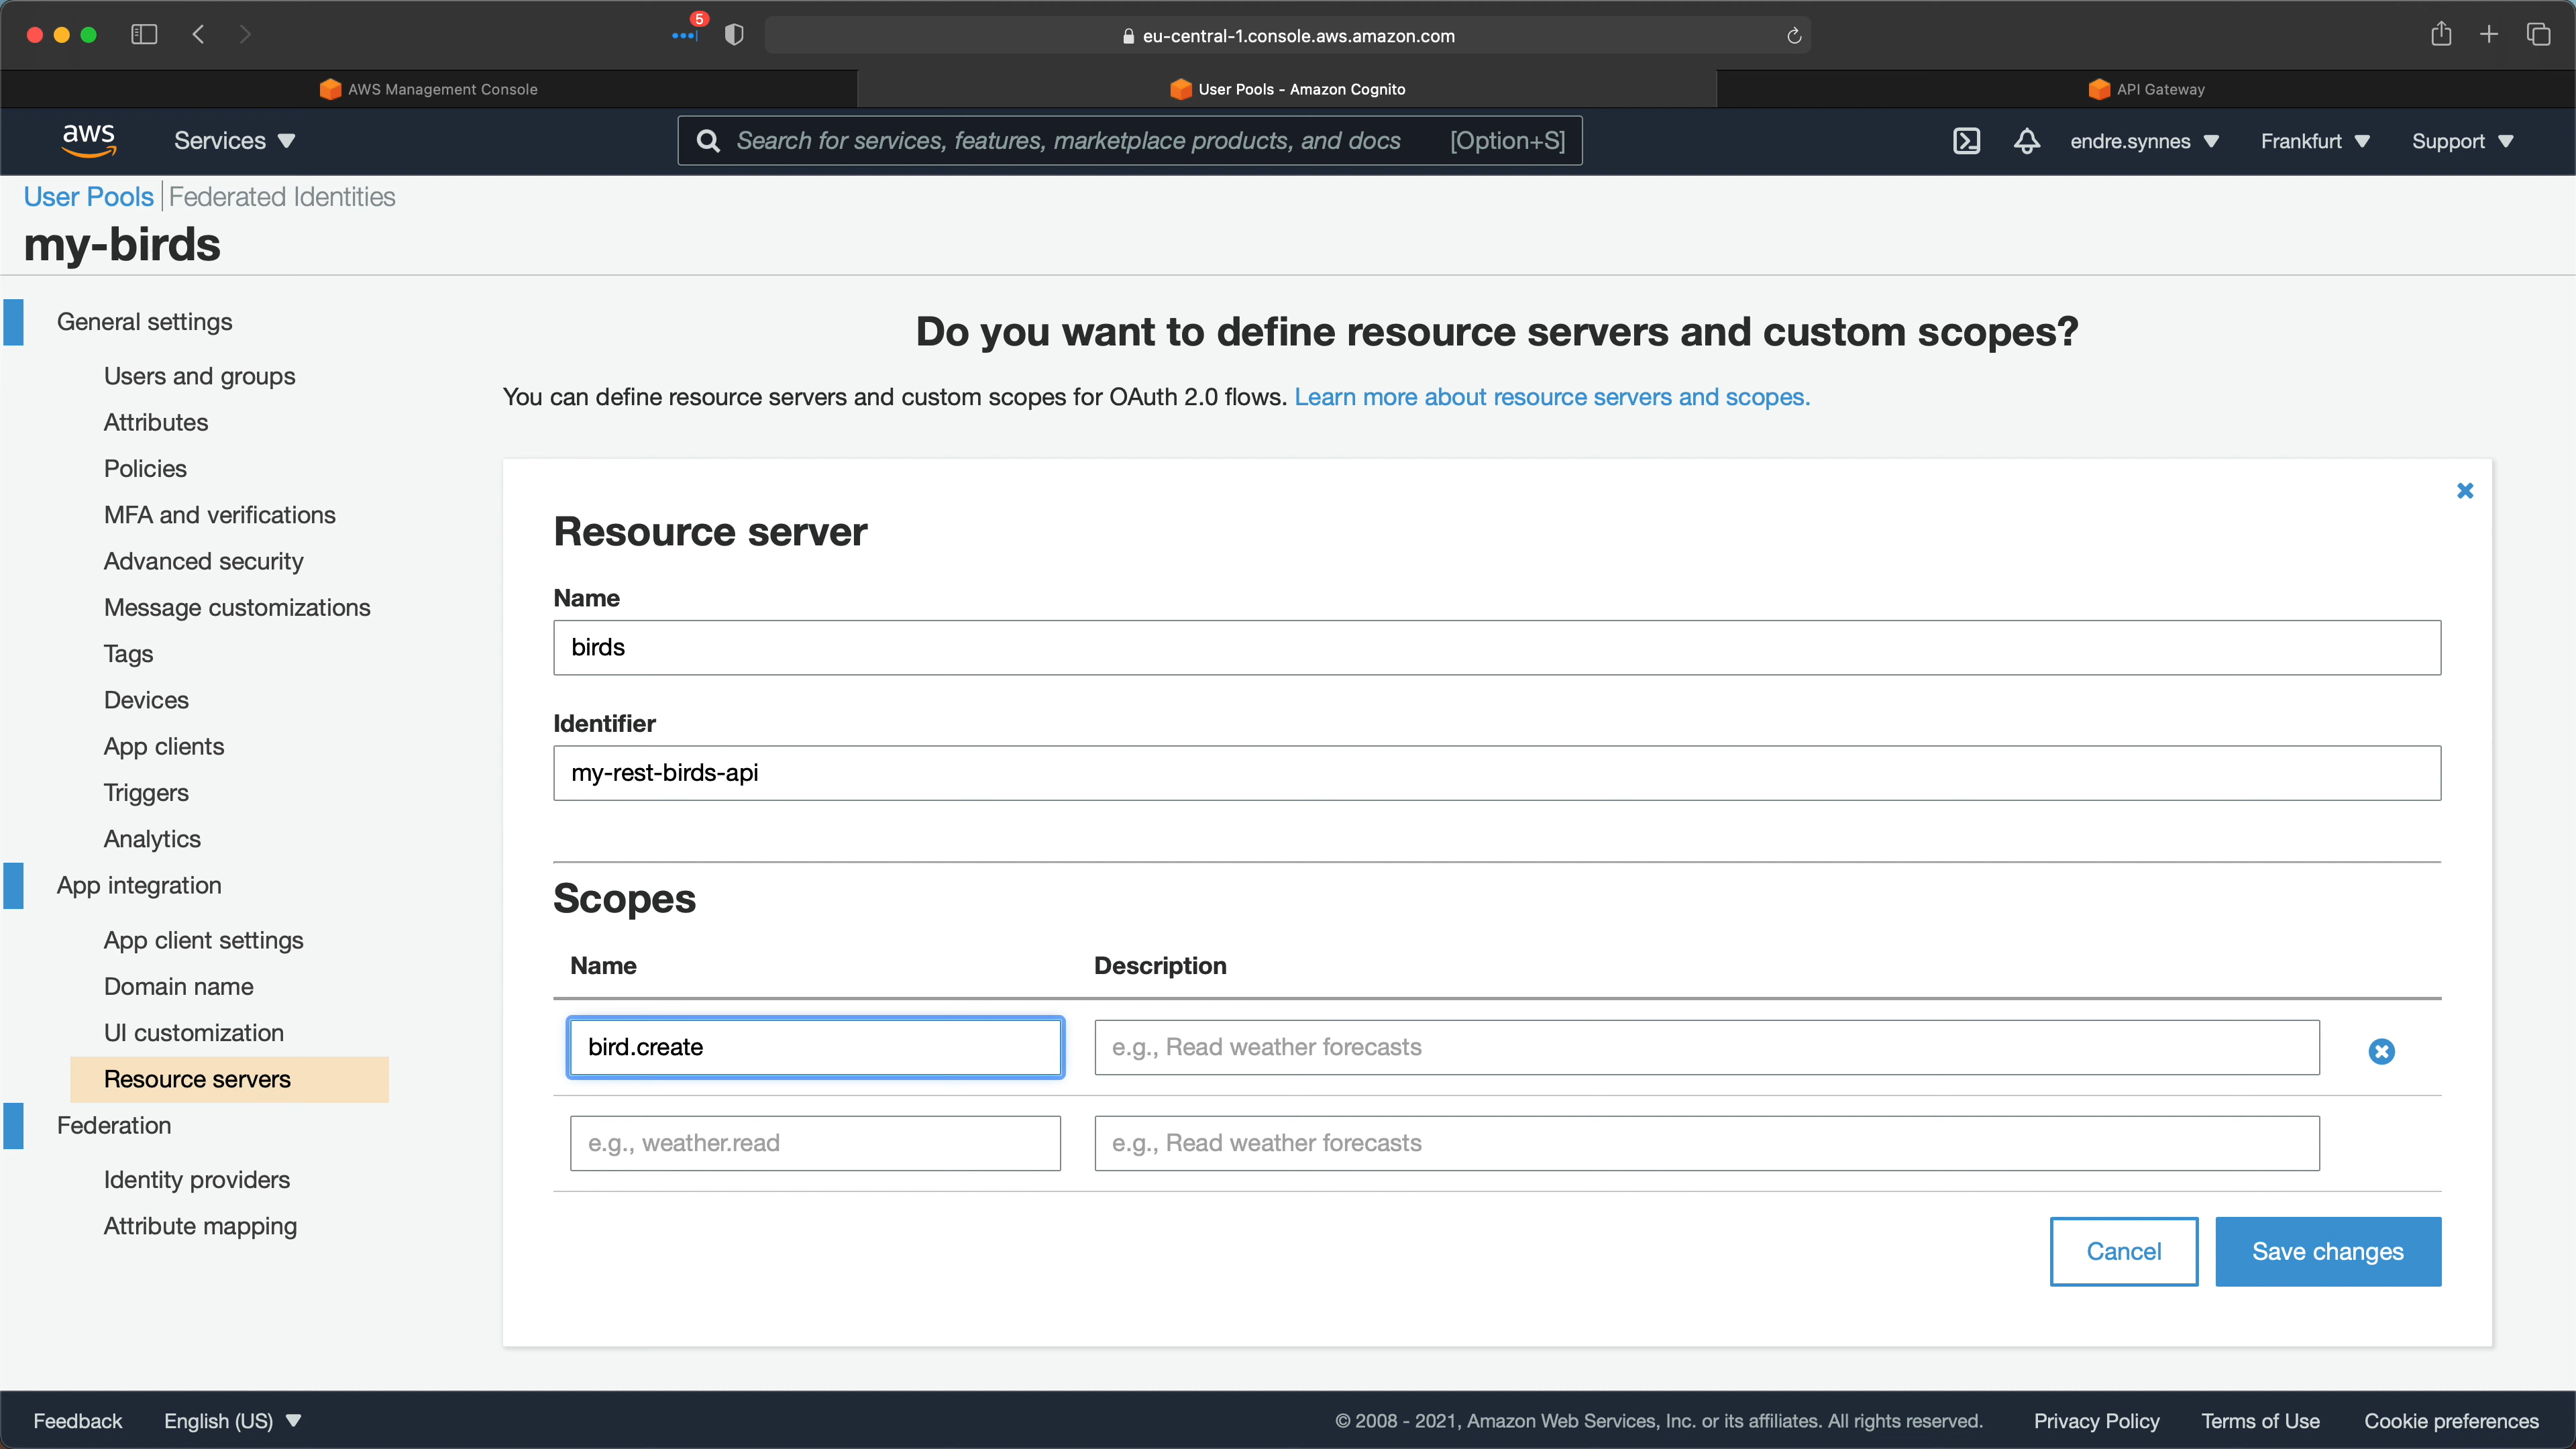 5
eu-central-1.console.aws.amazon.com
AWS Management Console
User Pools - Amazon Cognito
API Gateway
aws
Services
Search for services, features, marketplace products, and docs [Option+S]
endre.synnes
Frankfurt
Support
User Pools | Federated Identities
my-birds
General settings
Users and groups
Attributes
Policies
MFA and verifications
Advanced security
Message customizations
Tags
Devices
App clients
Triggers
Analytics
App integration
App client settings
Domain name
UI customization
Resource servers
Federation
Identity providers
Attribute mapping
Do you want to define resource servers and custom scopes?
You can define resource servers and custom scopes for OAuth 2.0 flows. Learn more about resource servers and scopes.
Resource server
Name
birds
Identifier
my-rest-birds-api
Scopes
Name Description
bird.create e.g., Read weather forecasts
e.g., weather.read e.g., Read weather forecasts
Cancel Save changes
Feedback English (US) © 2008 - 2021, Amazon Web Services, Inc. or its affiliates. All rights reserved. Privacy Policy Terms of Use Cookie preferences